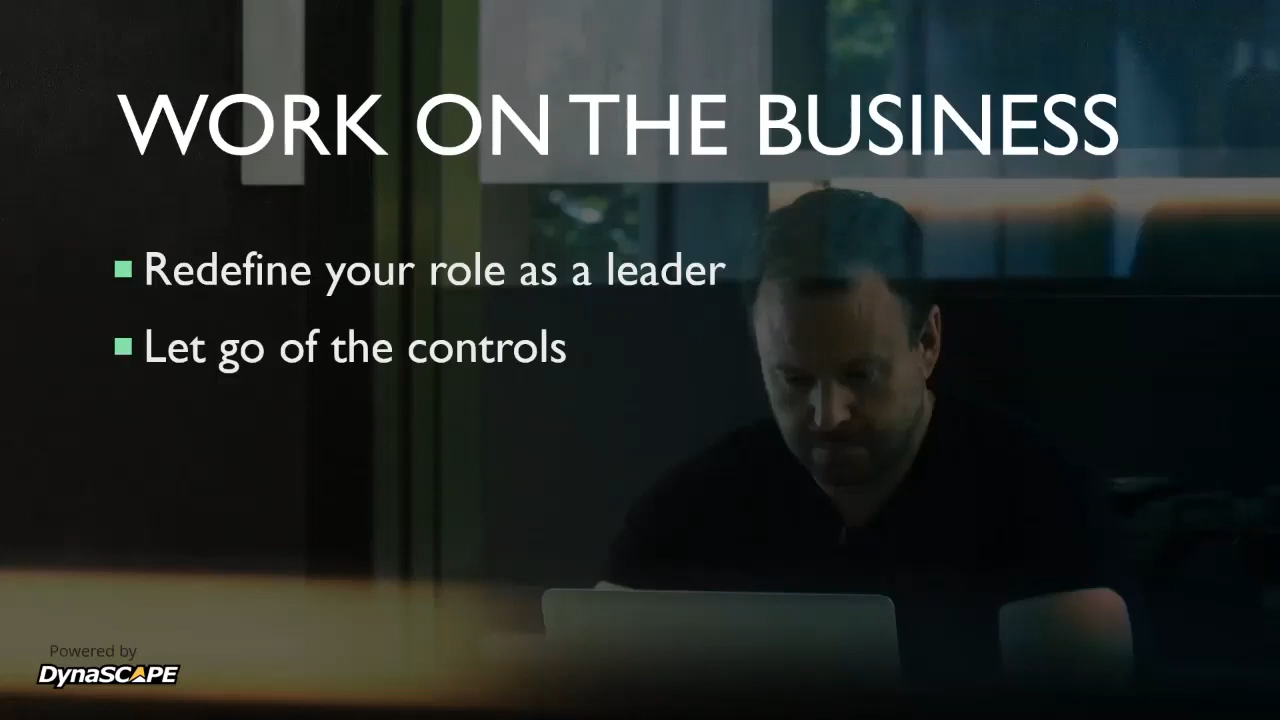 WORK ON THE BUSINESS
Redefine your role as a leader
Let go of the controls
Powered by
DynaSCAPE